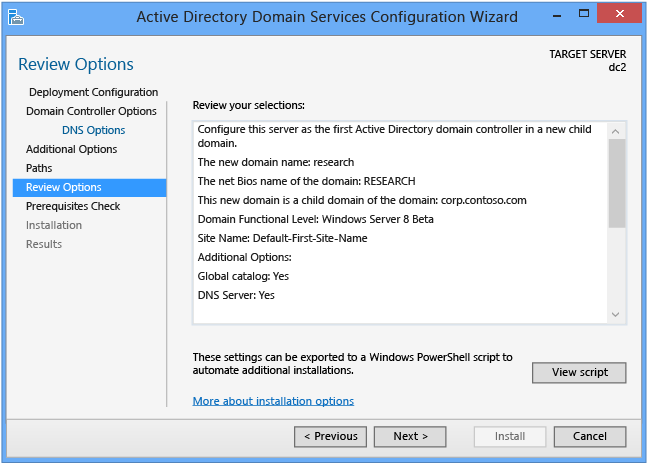 Active Directory Domain Services Configuration Wizard
Review Options
TARGET SERVER
dc2
Deployment Configuration
Domain Controller Options
DNS Options
Additional Options
Paths
Review Options
Prerequisites Check
Installation
Results
Review your selections:
Configure this server as the first Active Directory domain controller in a new child
domain.
The new domain name: research
The net Bios name of the domain: RESEARCH
This new domain is a child domain of the domain: corp.contoso.com
Domain Functional Level: Windows Server 8 Beta
Site Name: Default-First-Site-Name
Additional Options:
Global catalog: Yes
DNS Server: Yes
These settings can be exported to a Windows PowerShell script to
automate additional installations.
View script
More about installation options
< Previous
Next >
Install
Cancel